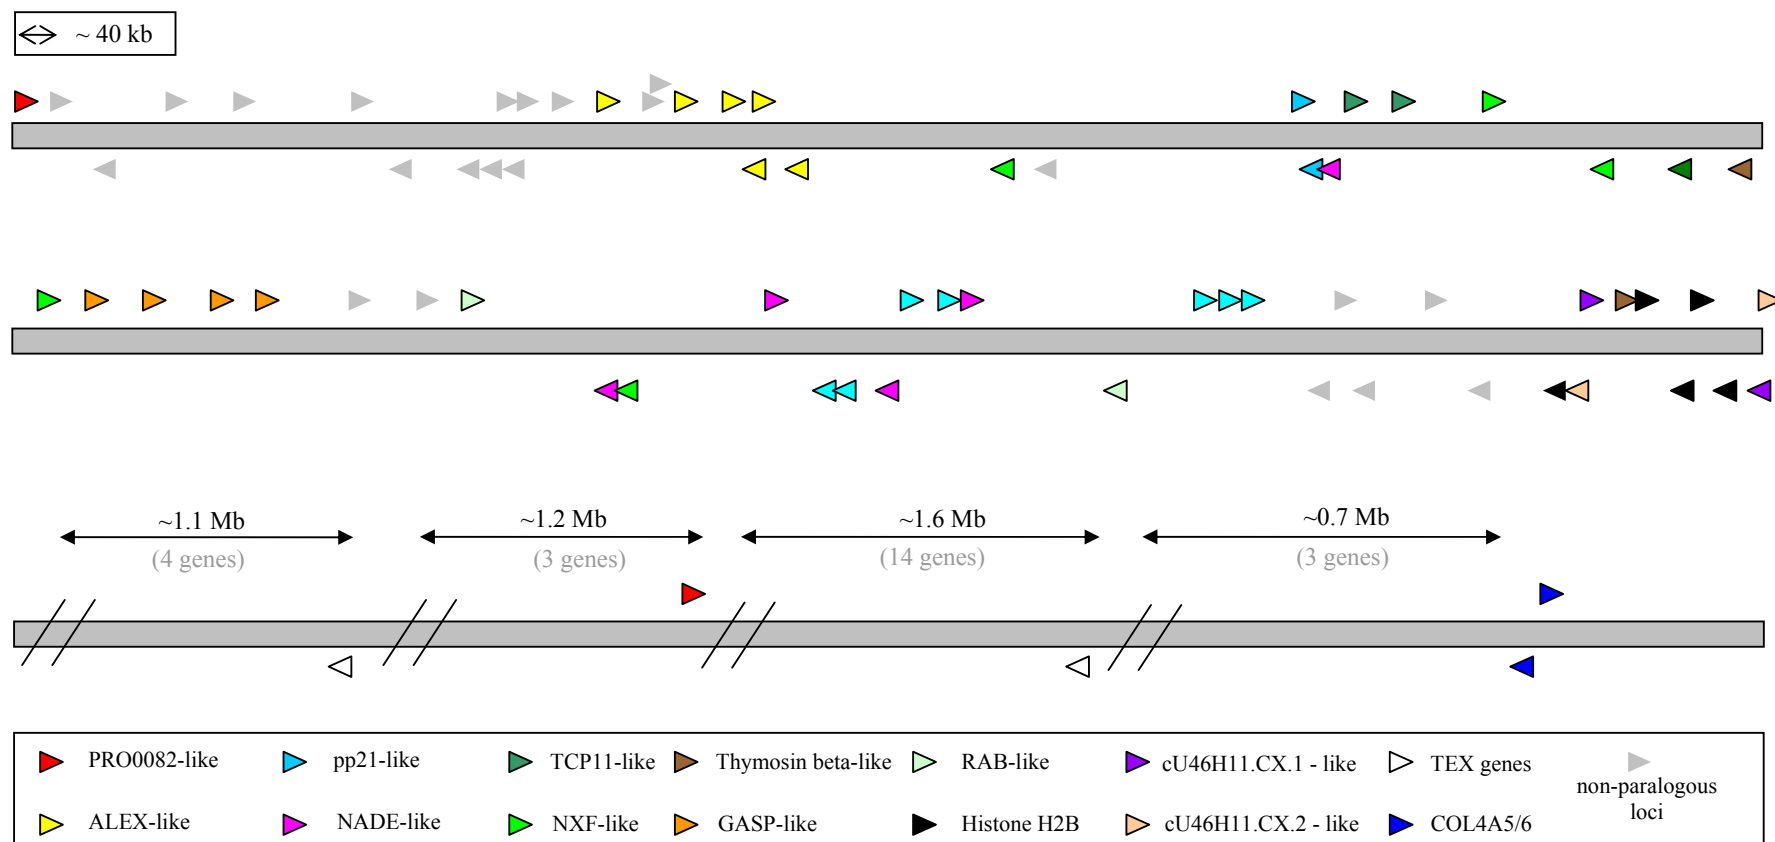 ~ 40 kb
~1.1 Mb ~1.2 Mb ~1.6 Mb ~0.7 Mb
(4 genes) (3 genes) (14 genes) (3 genes)
PRO0082-like pp21-like TCP11-like Thymosin beta-like RAB-like cU46H11.CX.1 - like TEX genes
non-paralogous
loci
ALEX-like NADE-like NXF-like GASP-like Histone H2B cU46H11.CX.2 - like COL4A5/6